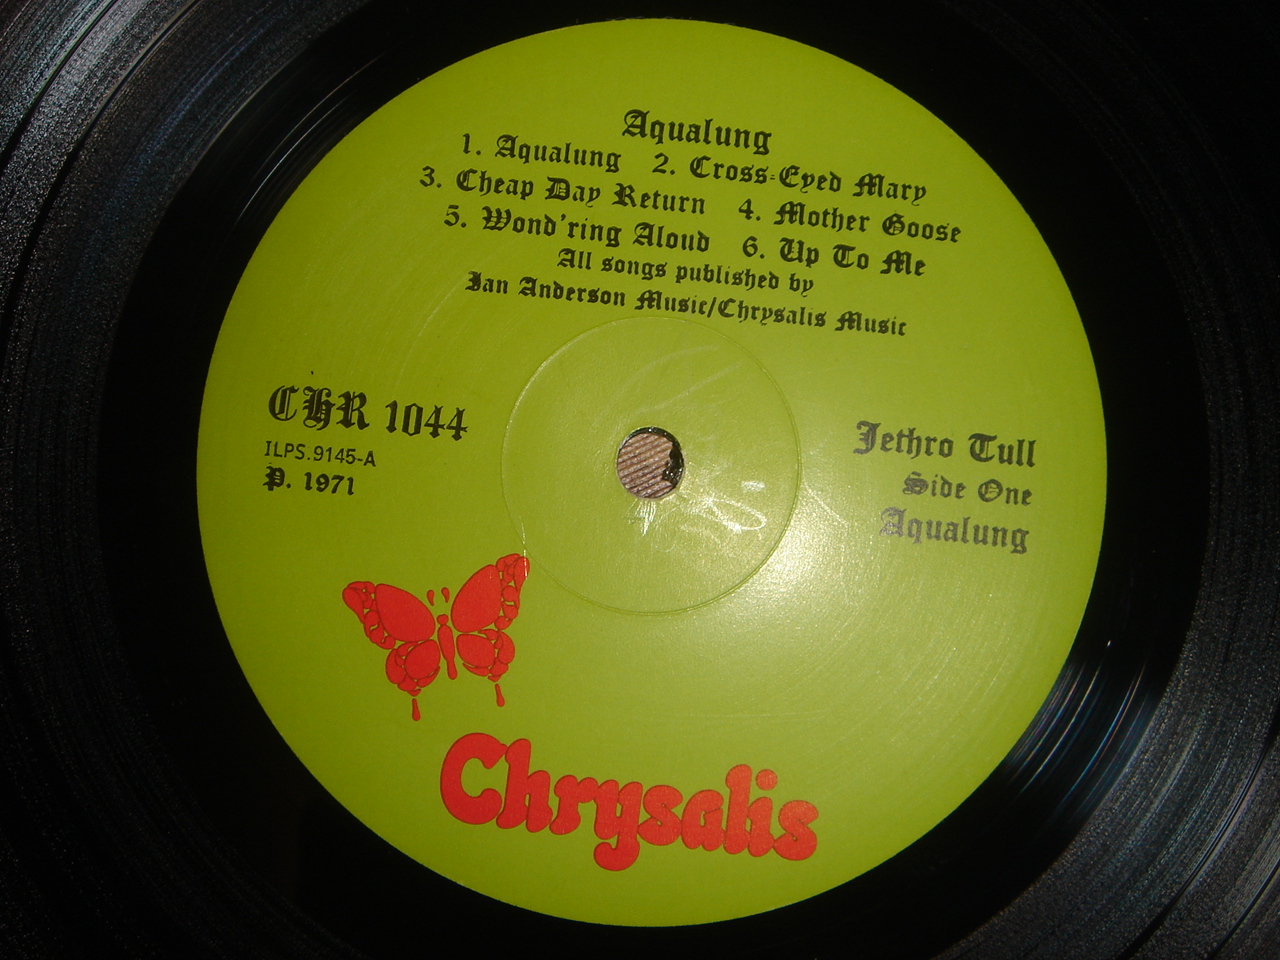 Aqualung
1. Aqualung 2. Cross-Eyed Mary
3. Cheap Day Return 4. Mother Goose
5. Wond'ring Aloud 6. Up To Me
All songs published by
Ian Anderson Music/Chrysalis Music
CHR 1044
ILPS.9145-A
P. 1971
Jethro Tull
Side One
Aqualung
Chrysalis